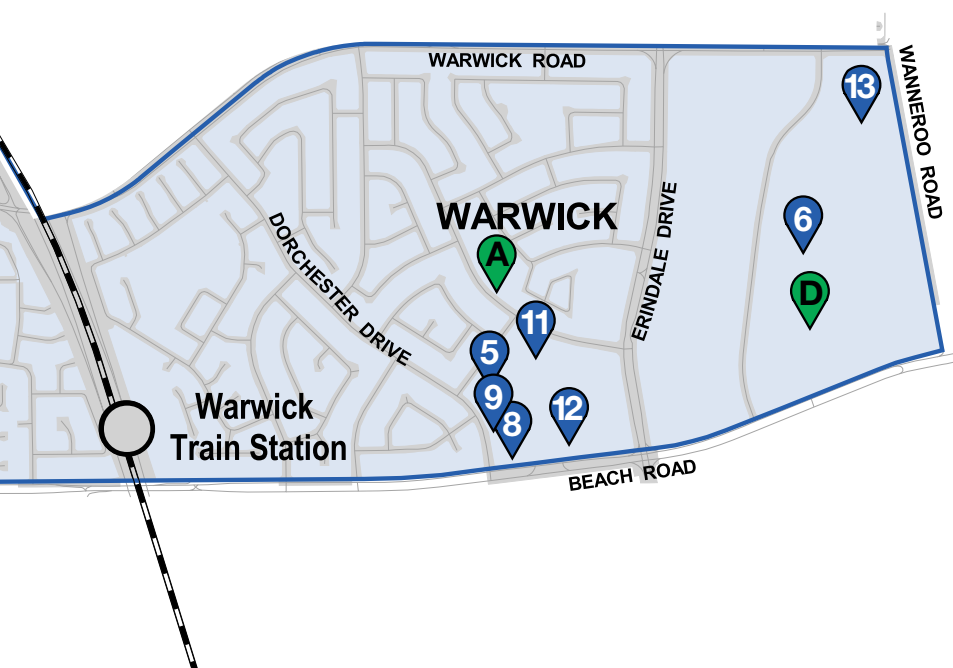 WARWICK ROAD
WANNEROO ROAD
13
6
D
WARWICK
A
DORCHESTER DRIVE
ERINDALE DRIVE
11
5
9
8
12
Warwick
Train Station
BEACH ROAD